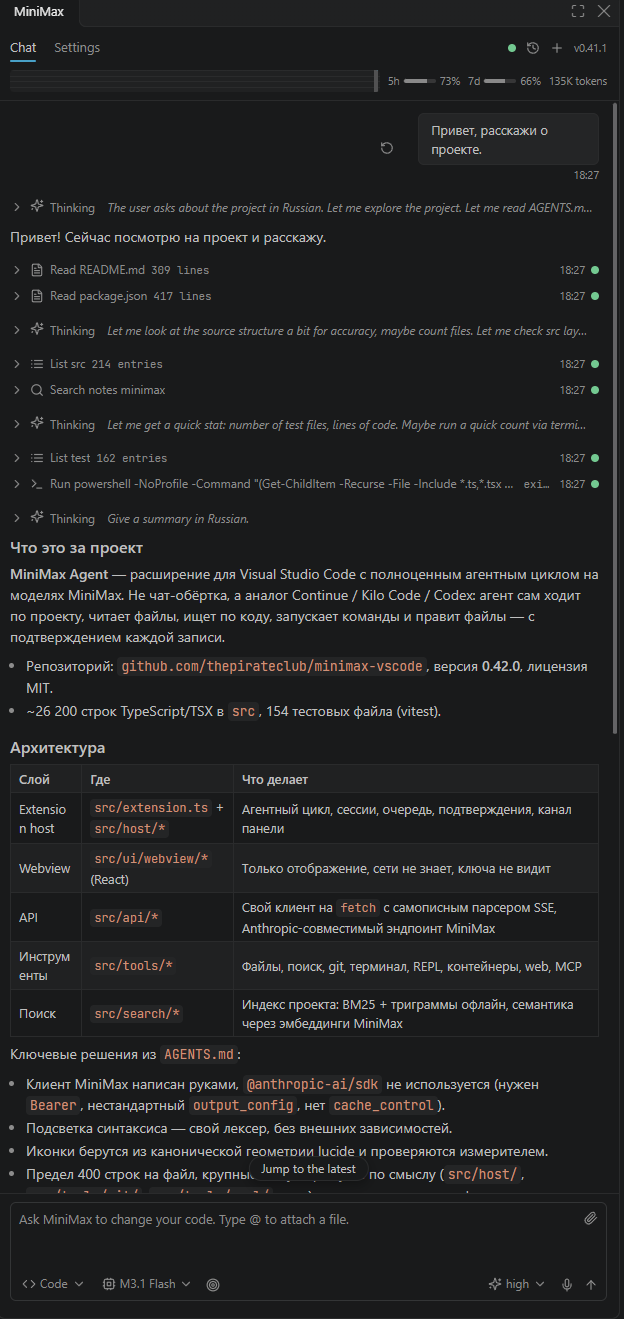 MiniMax
Chat Settings v0.41.1
5h 73% 7d 66% 135K tokens
Привет, расскажи о
проекте.
18:27
Thinking The user asks about the project in Russian. Let me explore the project. Let me read AGENTS.m...
Привет! Сейчас посмотрю на проект и расскажу.
Read README.md 309 lines 18:27
Read package.json 417 lines 18:27
Thinking Let me look at the source structure a bit for accuracy, maybe count files. Let me check src lay...
List src 214 entries 18:27
Search notes minimax 18:27
Thinking Let me get a quick stat: number of test files, lines of code. Maybe run a quick count via termi...
List test 162 entries 18:27
Run powershell -NoProfile -Command "(Get-ChildItem -Recurse -File -Include *.ts,*.tsx ... exi... 18:27
Thinking Give a summary in Russian.
Что это за проект
MiniMax Agent — расширение для Visual Studio Code с полноценным агентным циклом на
моделях MiniMax. Не чат-обёртка, а аналог Continue / Kilo Code / Codex: агент сам ходит
по проекту, читает файлы, ищет по коду, запускает команды и правит файлы — с
подтверждением каждой записи.
• Репозиторий: github.com/thepirateclub/minimax-vscode, версия 0.42.0, лицензия
MIT.
• ~26 200 строк TypeScript/TSX в src, 154 тестовых файла (vitest).
Архитектура
Слой Где Что делает
Extensio
n host
src/extension.ts +
src/host/*
Агентный цикл, сессии, очередь, подтверждения, канал
панели
Webview
src/ui/webview/*
(React)
Только отображение, сети не знает, ключа не видит
API
src/api/*
Свой клиент на fetch с самописным парсером SSE,
Anthropic-совместимый эндпоинт MiniMax
Инструм
енты
src/tools/*
Файлы, поиск, git, терминал, REPL, контейнеры, web, MCP
Поиск
src/search/*
Индекс проекта: BM25 + триграммы офлайн, семантика
через эмбеддинги MiniMax
Ключевые решения из AGENTS.md:
• Клиент MiniMax написан руками, @anthropic-ai/sdk не используется (нужен
Bearer, нестандартный output_config, нет cache_control).
• Подсветка синтаксиса — свой лексер, без внешних зависимостей.
• Иконки берутся из канонической геометрии lucide и проверяются измерителем.
• Предел 400 строк на файл, крупные по смыслу (src/host/,
Jump to the latest
Ask MiniMax to change your code. Type @ to attach a file.
Code M3.1 Flash high